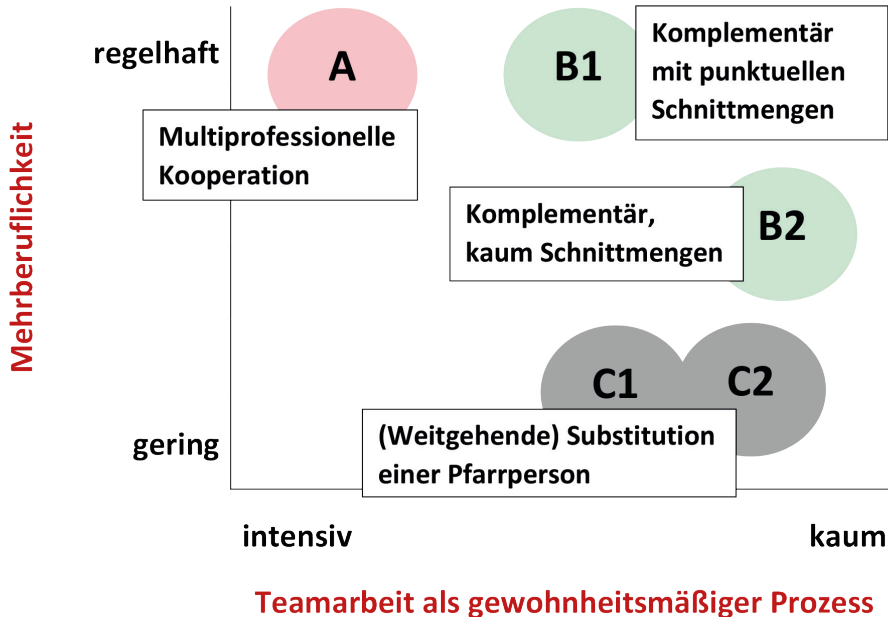 regelhaft
A
B1
Komplementär
mit punktuellen
Schnittmengen
Multiprofessionelle
Kooperation
Mehrberuflichkeit
Komplementär,
kaum Schnittmengen
B2
C1
C2
(Weitgehende) Substitution
einer Pfarrperson
gering
intensiv
kaum
Teamarbeit als gewohnheitsmäßiger Prozess